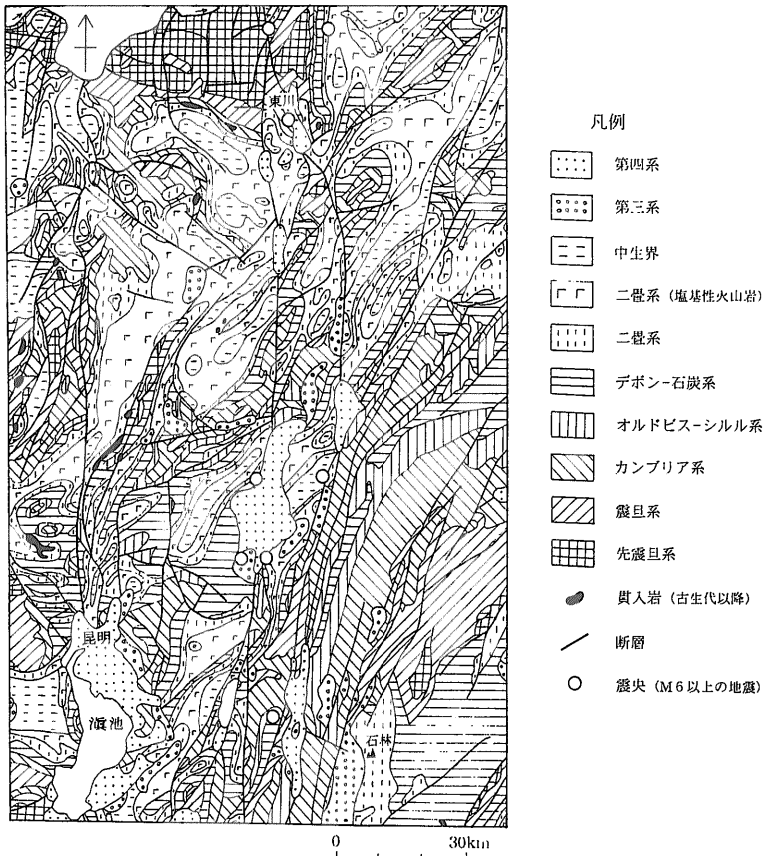 東川
昆明
滇池
石林
凡例
第四系
第三系
中生界
二畳系（塩基性火山岩）
二畳系
デボン−石炭系
オルドビス−シルル系
カンブリア系
震旦系
先震旦系
貫入岩（古生代以降）
断層
震央（M6以上の地震）
0 30km